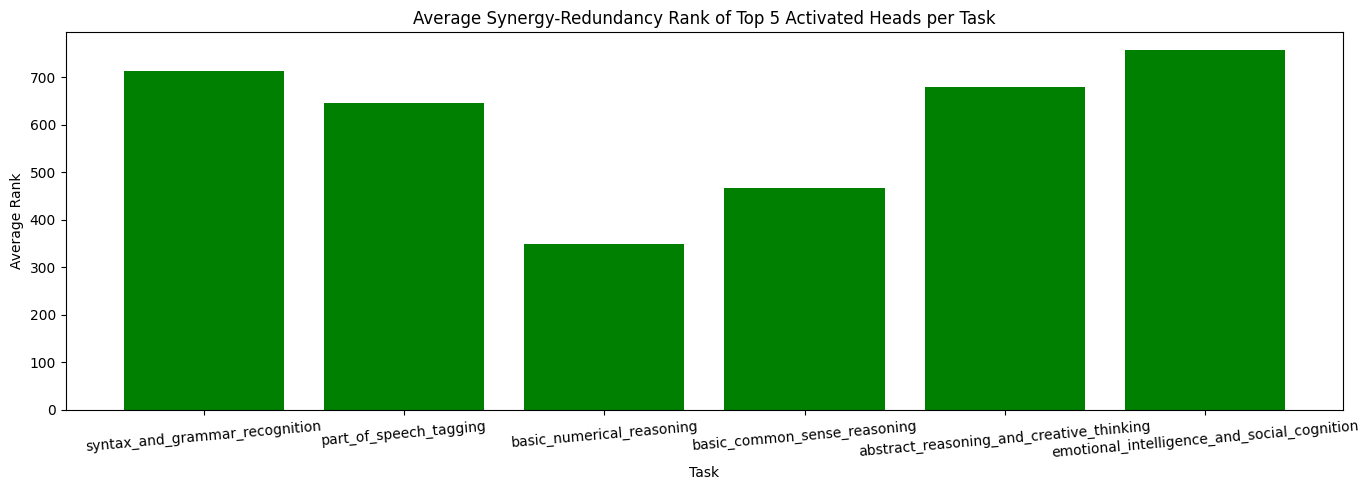 Average Synergy-Redundancy Rank of Top 5 Activated Heads per Task
Average Rank
700
600
500
400
300
200
100
0
syntax_and_grammar_recognition
part_of_speech_tagging
basic_numerical_reasoning
basic_common_sense_reasoning
abstract_reasoning_and_creative_thinking
emotional_intelligence_and_social_cognition
Task